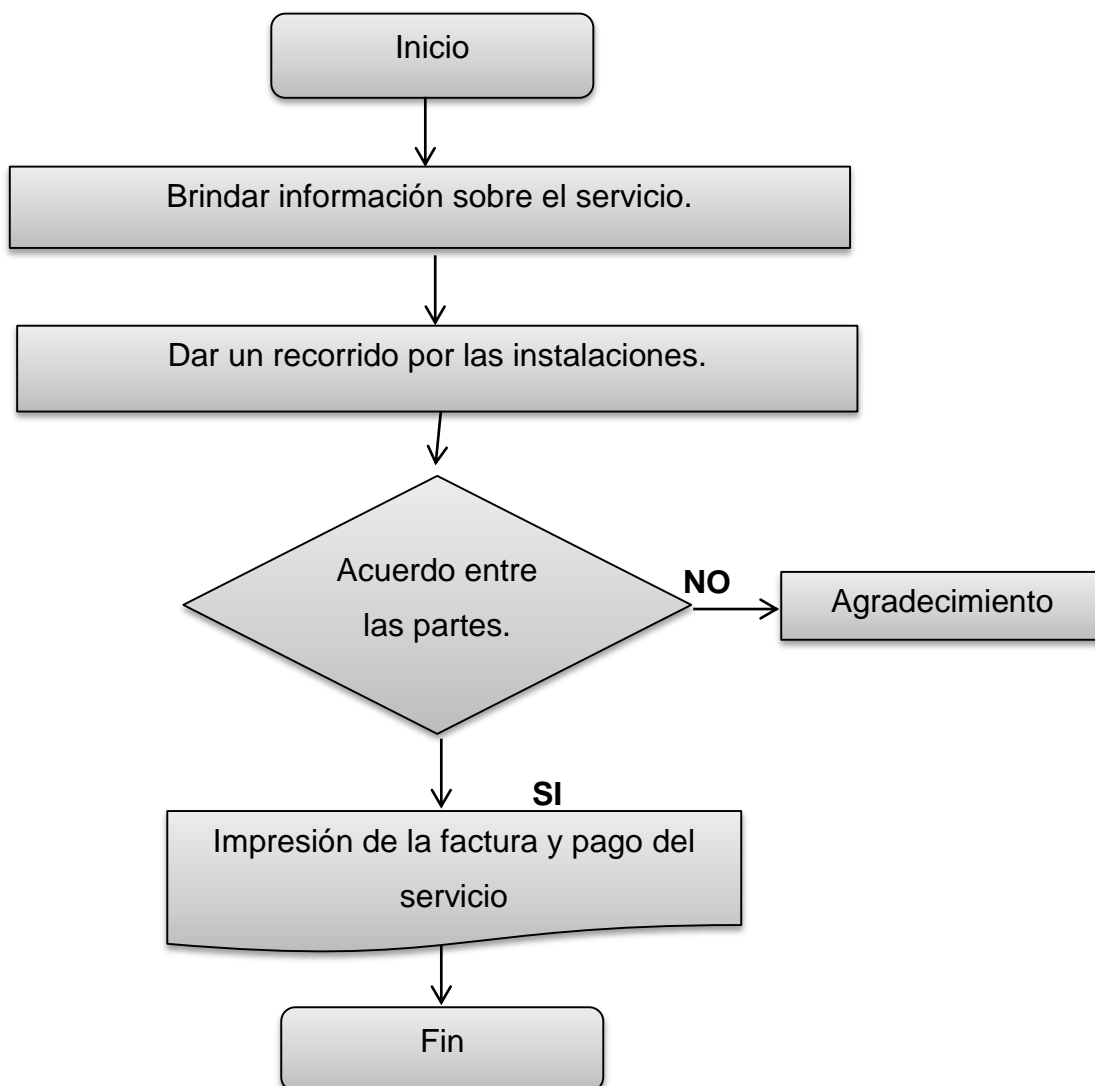 Inicio
Brindar información sobre el servicio.
Dar un recorrido por las instalaciones.
Acuerdo entre
las partes.
NO
Agradecimiento
SI
Impresión de la factura y pago del
servicio
Fin